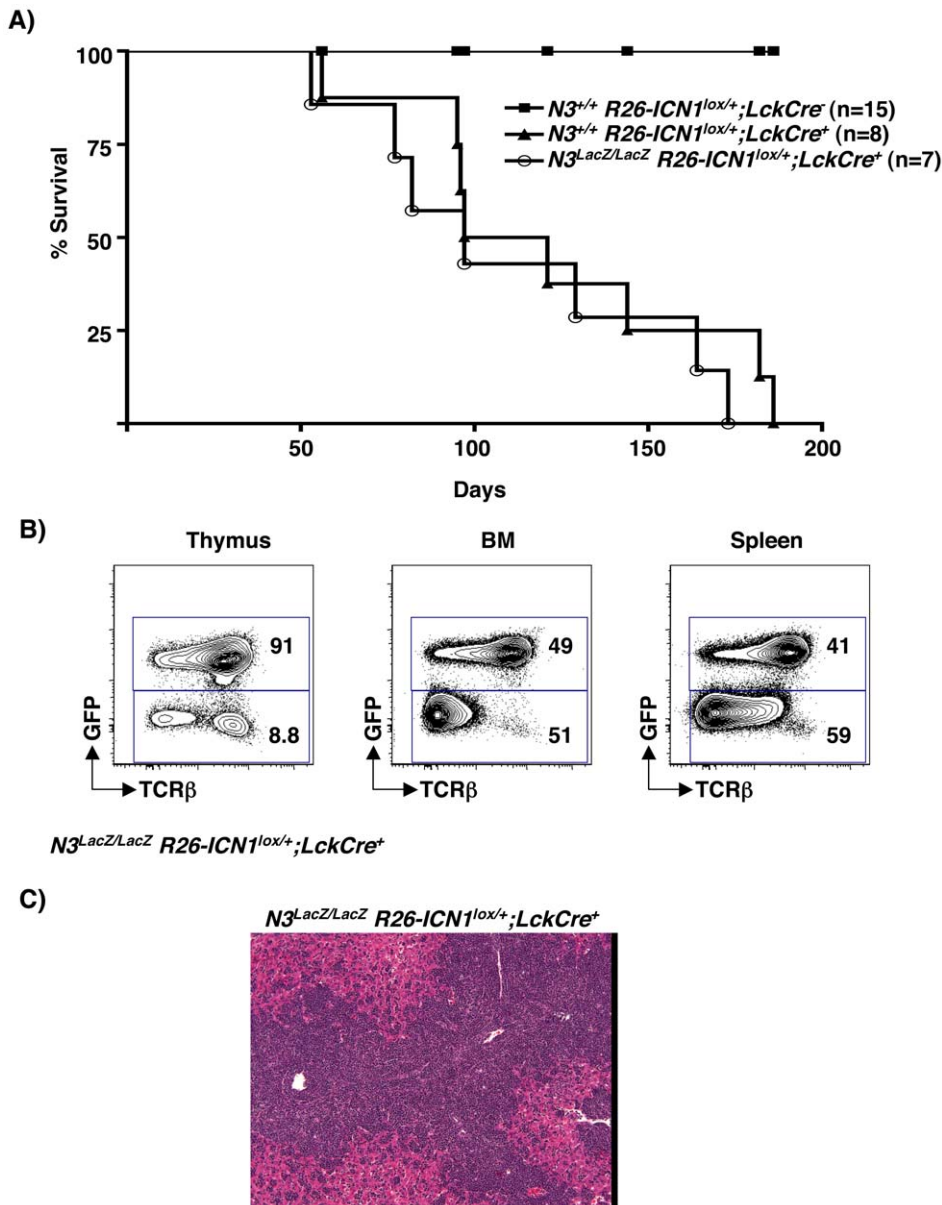 A)
100
75
50
25
% Survival
N3+/+ R26-ICN1lox/+;LckCre- (n=15)
N3+/+ R26-ICN1lox/+;LckCre+ (n=8)
N3LacZ/LacZ R26-ICN1lox/+;LckCre+ (n=7)
50 100 150 200
Days
B)
Thymus BM Spleen
91 49 41
8.8 51 59
GFP GFP GFP
TCRβ TCRβ TCRβ
N3LacZ/LacZ R26-ICN1lox/+;LckCre+
C)
N3LacZ/LacZ R26-ICN1lox/+;LckCre+